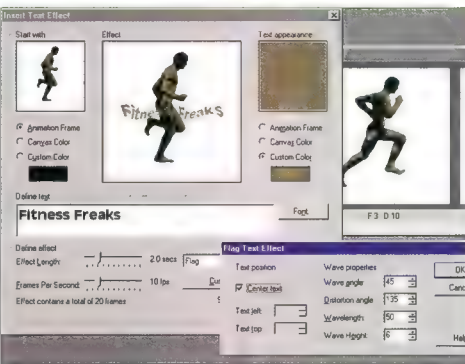 Insert Text Effect
Start with
Effect
Text appearance
Fitness Freaks
Animation Frame
Canvas Color
Custom Color
Animation Frame
Canvas Color
Custom Color
Define text
Fitness Freaks
Font
F:3 D:10
Define effect
Effect Length:
2.0 secs
Flag
Frames Per Second:
10 fps
Effect contains a total of 20 frames
Flag Text Effect
Text position
Center text
Text left:
Text top:
Wave properties
Wave angle
45
Distortion angle
135
Wavelength:
50
Wave Height:
6
OK